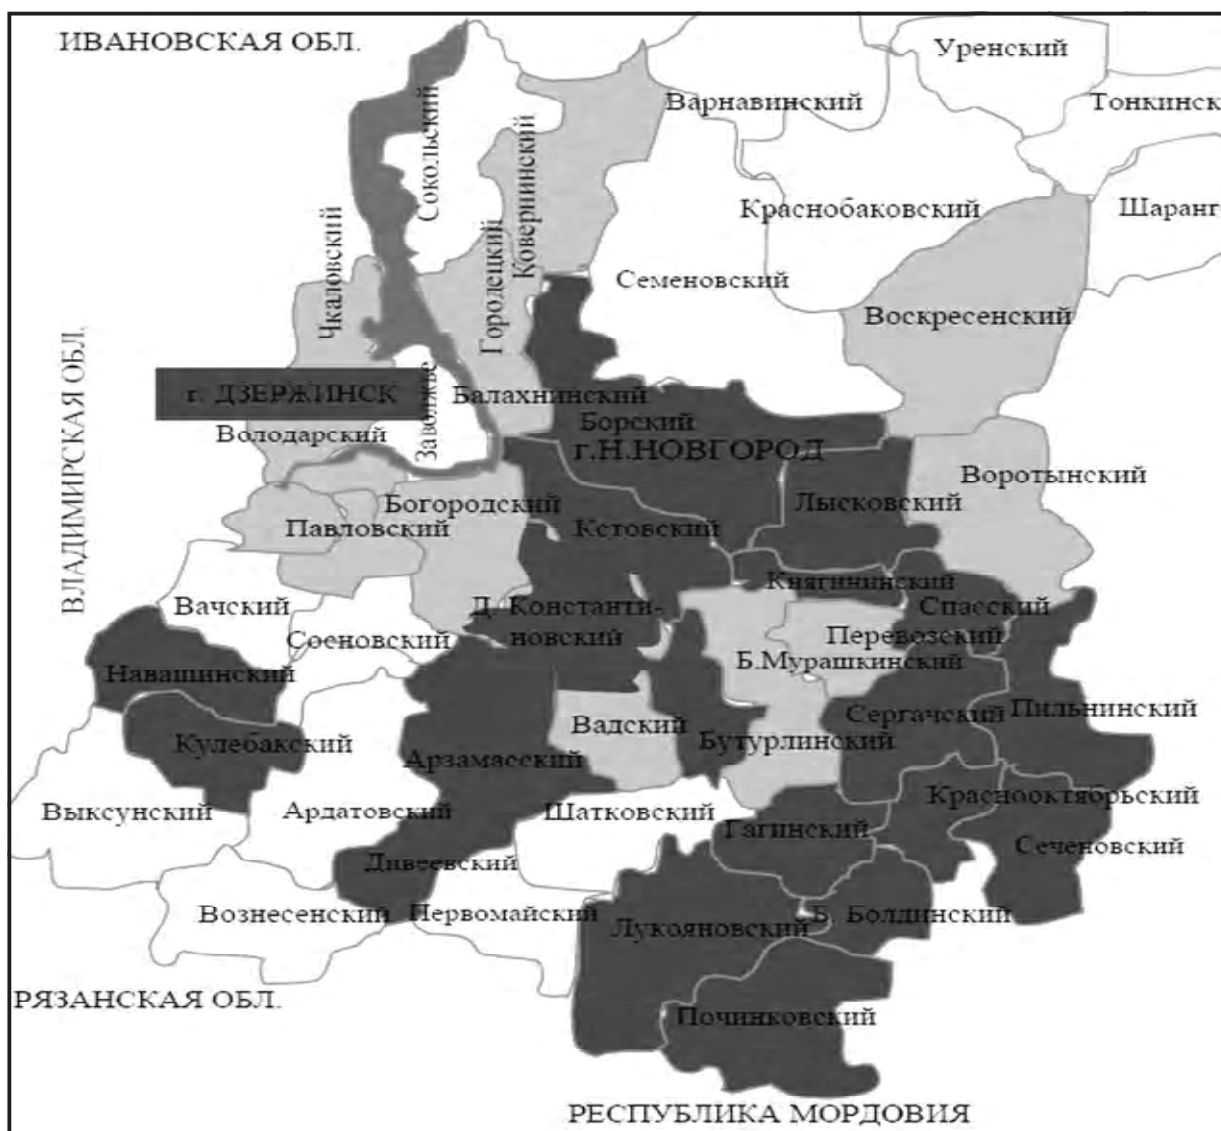 ИВАНОВСКАЯ ОБЛ.
Уренский
Варнавинский
Тонкинск
Сокольский
Ковернинский
Краснобаковский
Шаранг
Чкаловский
Городецкий
Семеновский
Воскресенский
ВЛАДИМИРСКАЯ ОБЛ.
г. ДЗЕРЖИНСК
Заволжье
Балахнинский
Борский
Володарский
г.Н.НОВГОРОД
Воротынский
Богородский
Лысковский
Павловский
Кстовский
Княгининский
Вачский
Спасский
Д. Константи-
новский
Сосновский
Перевозский
Б.Мурашкинский
Навашинский
Вадский
Сергачский
Пильнинский
Кулебакский
Арзамасский
Бутурлинский
Краснооктябрьский
Выксунский
Ардатовский
Шатковский
Гагинский
Сеченовский
Дивеевский
Вознесенский
Первомайский
Лукояновский
Б. Болдинский
РЯЗАНСКАЯ ОБЛ.
Починковский
РЕСПУБЛИКА МОРДОВИЯ